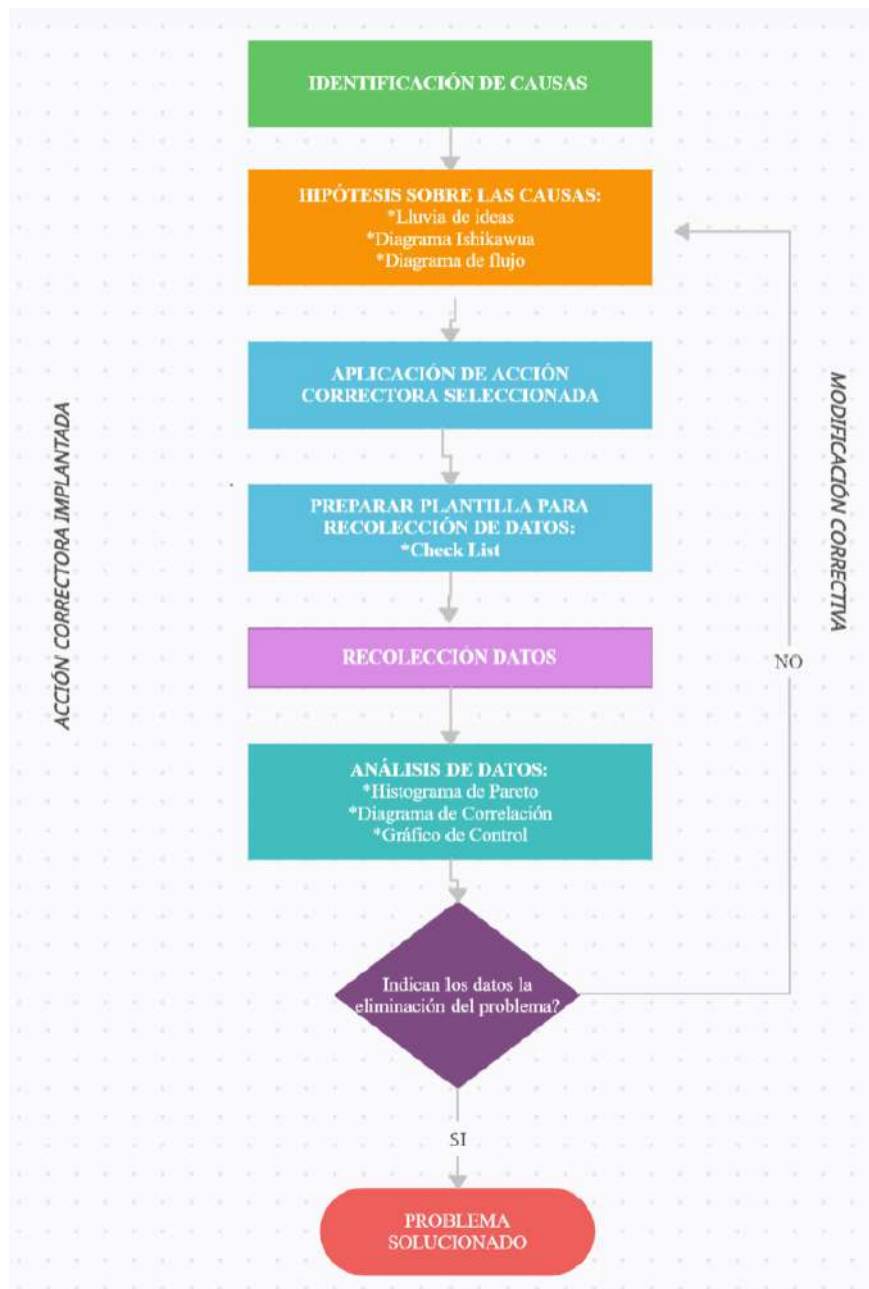 IDENTIFICACIÓN DE CAUSAS
HIPÓTESIS SOBRE LAS CAUSAS:
*Lluvia de ideas
*Diagrama Ishikawua
*Diagrama de flujo
APLICACIÓN DE ACCIÓN
CORRECTORA SELECCIONADA
PREPARAR PLANTILLA PARA
RECOLECCIÓN DE DATOS:
*Check List
RECOLECCIÓN DATOS
ANÁLISIS DE DATOS:
*Histograma de Pareto
*Diagrama de Correlación
*Gráfico de Control
Indican los datos la
eliminación del problema?
SI
PROBLEMA
SOLUCIONADO
NO
ACCIÓN CORRECTORA IMPLANTADA
MODIFICACIÓN CORRECTIVA